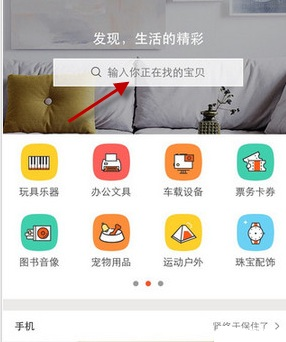 发现，生活的精彩
输入你正在找的宝贝
玩具乐器 办公文具 车载设备 票务卡券
图书音像 宠物用品 运动户外 珠宝配饰
手机